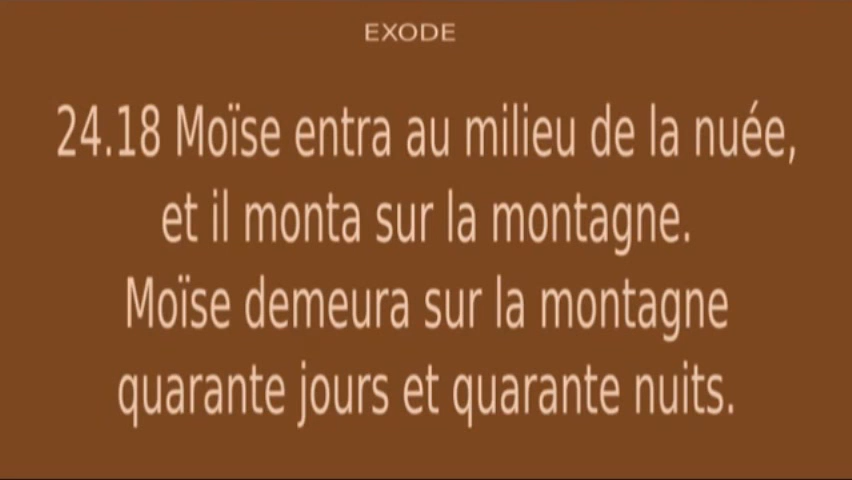 EXODE
24.18 Moïse entra au milieu de la nuée,
et il monta sur la montagne.
Moïse demeura sur la montagne
quarante jours et quarante nuits.